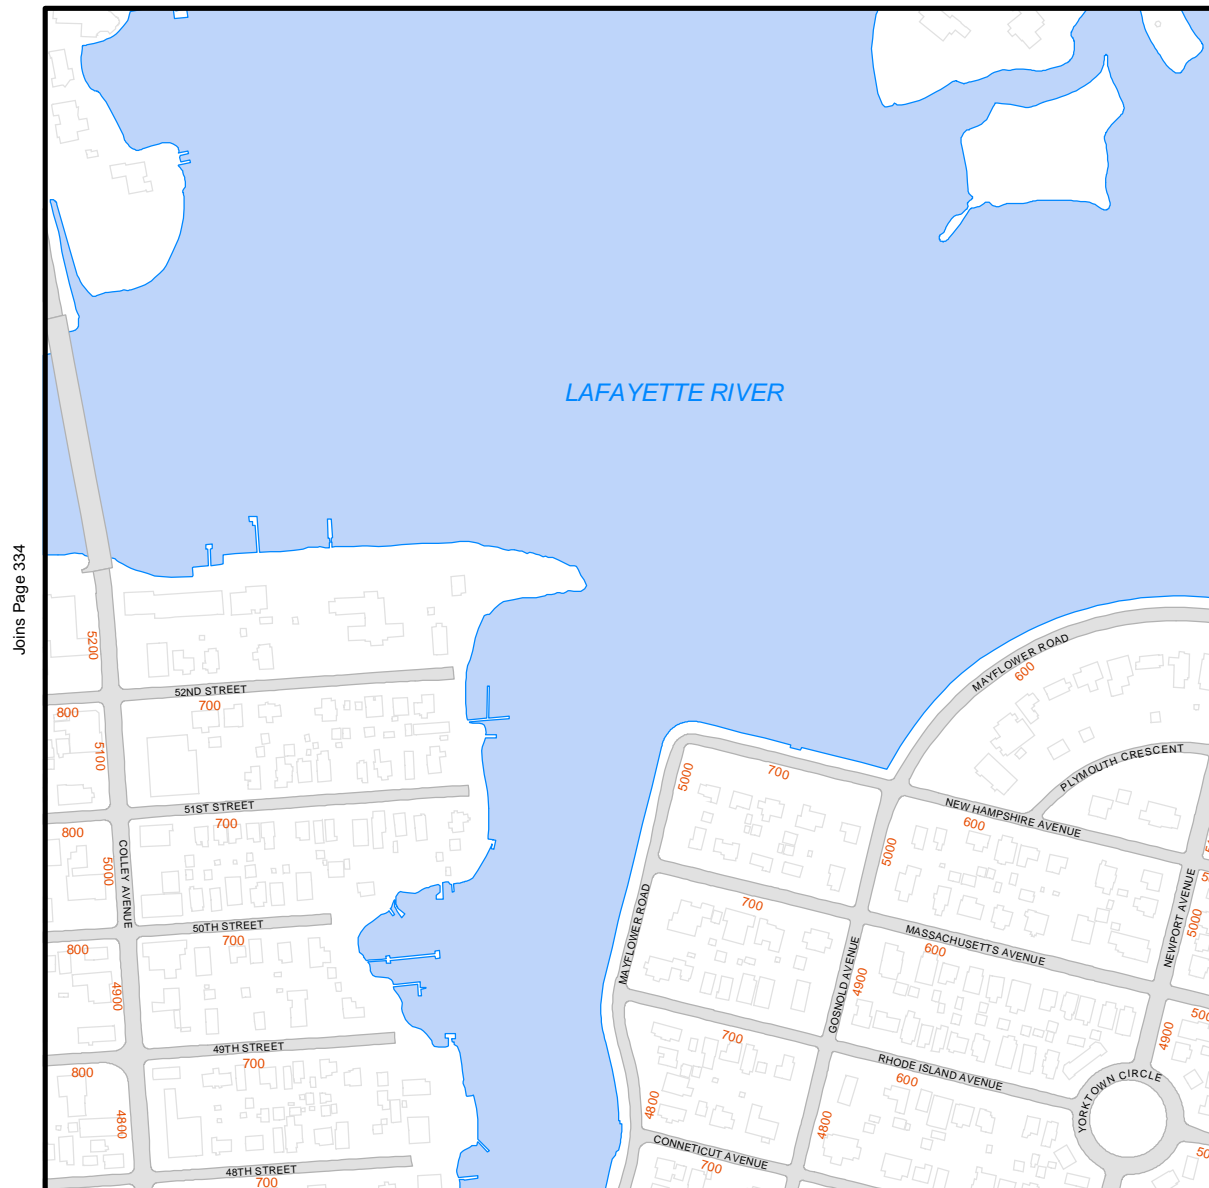 LAFAYETTE RIVER
Joins Page 334
MAYFLOWER ROAD
600
5200
52ND STREET
700
800
5100
PLYMOUTH CRESCENT
5000
700
NEW HAMPSHIRE AVENUE
600
51ST STREET
700
800
COLLEY AVENUE
5000
5000
MAYFLOWER ROAD
700
NEWPORT AVENUE
5000
50TH STREET
700
800
MASSACHUSETTS AVENUE
600
GOSNOLD AVENUE
4900
4900
49TH STREET
700
800
700
RHODE ISLAND AVENUE
600
4900
YORKTOWN CIRCLE
4800
4800
4800
CONNETICUT AVENUE
700
48TH STREET
700